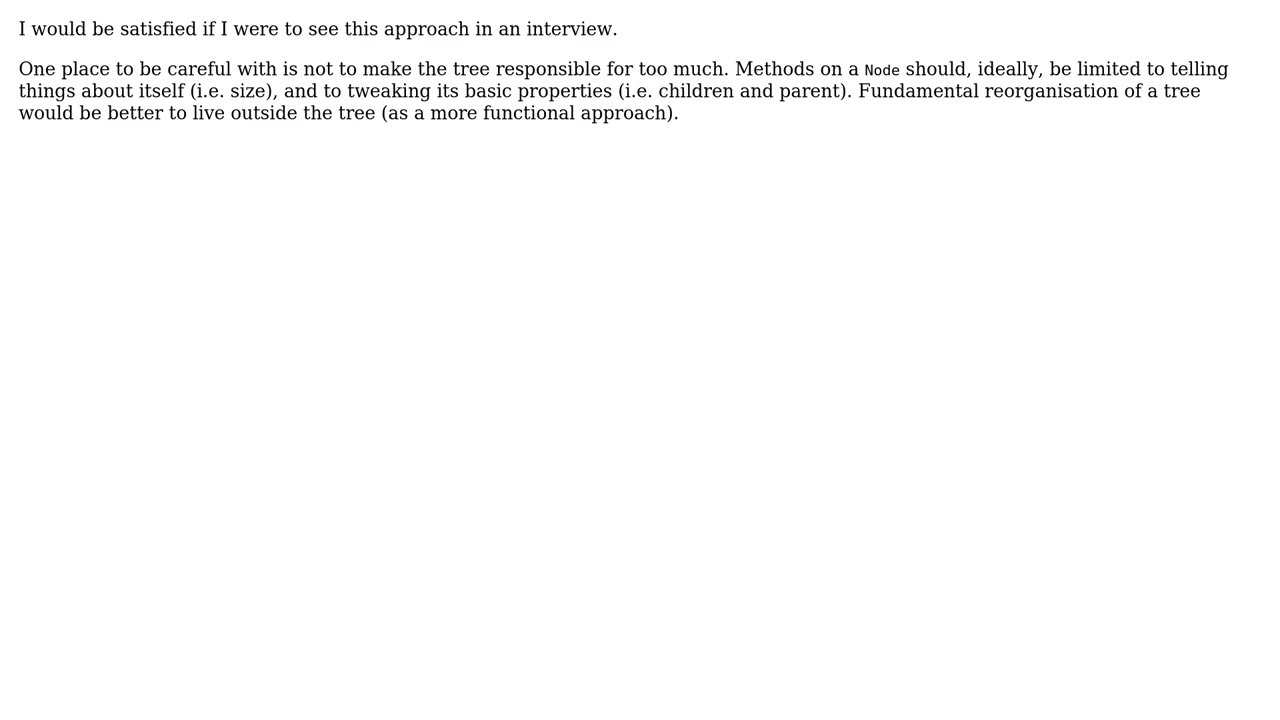 I would be satisfied if I were to see this approach in an interview.
One place to be careful with is not to make the tree responsible for too much. Methods on a Node should, ideally, be limited to telling
things about itself (i.e. size), and to tweaking its basic properties (i.e. children and parent). Fundamental reorganisation of a tree
would be better to live outside the tree (as a more functional approach).